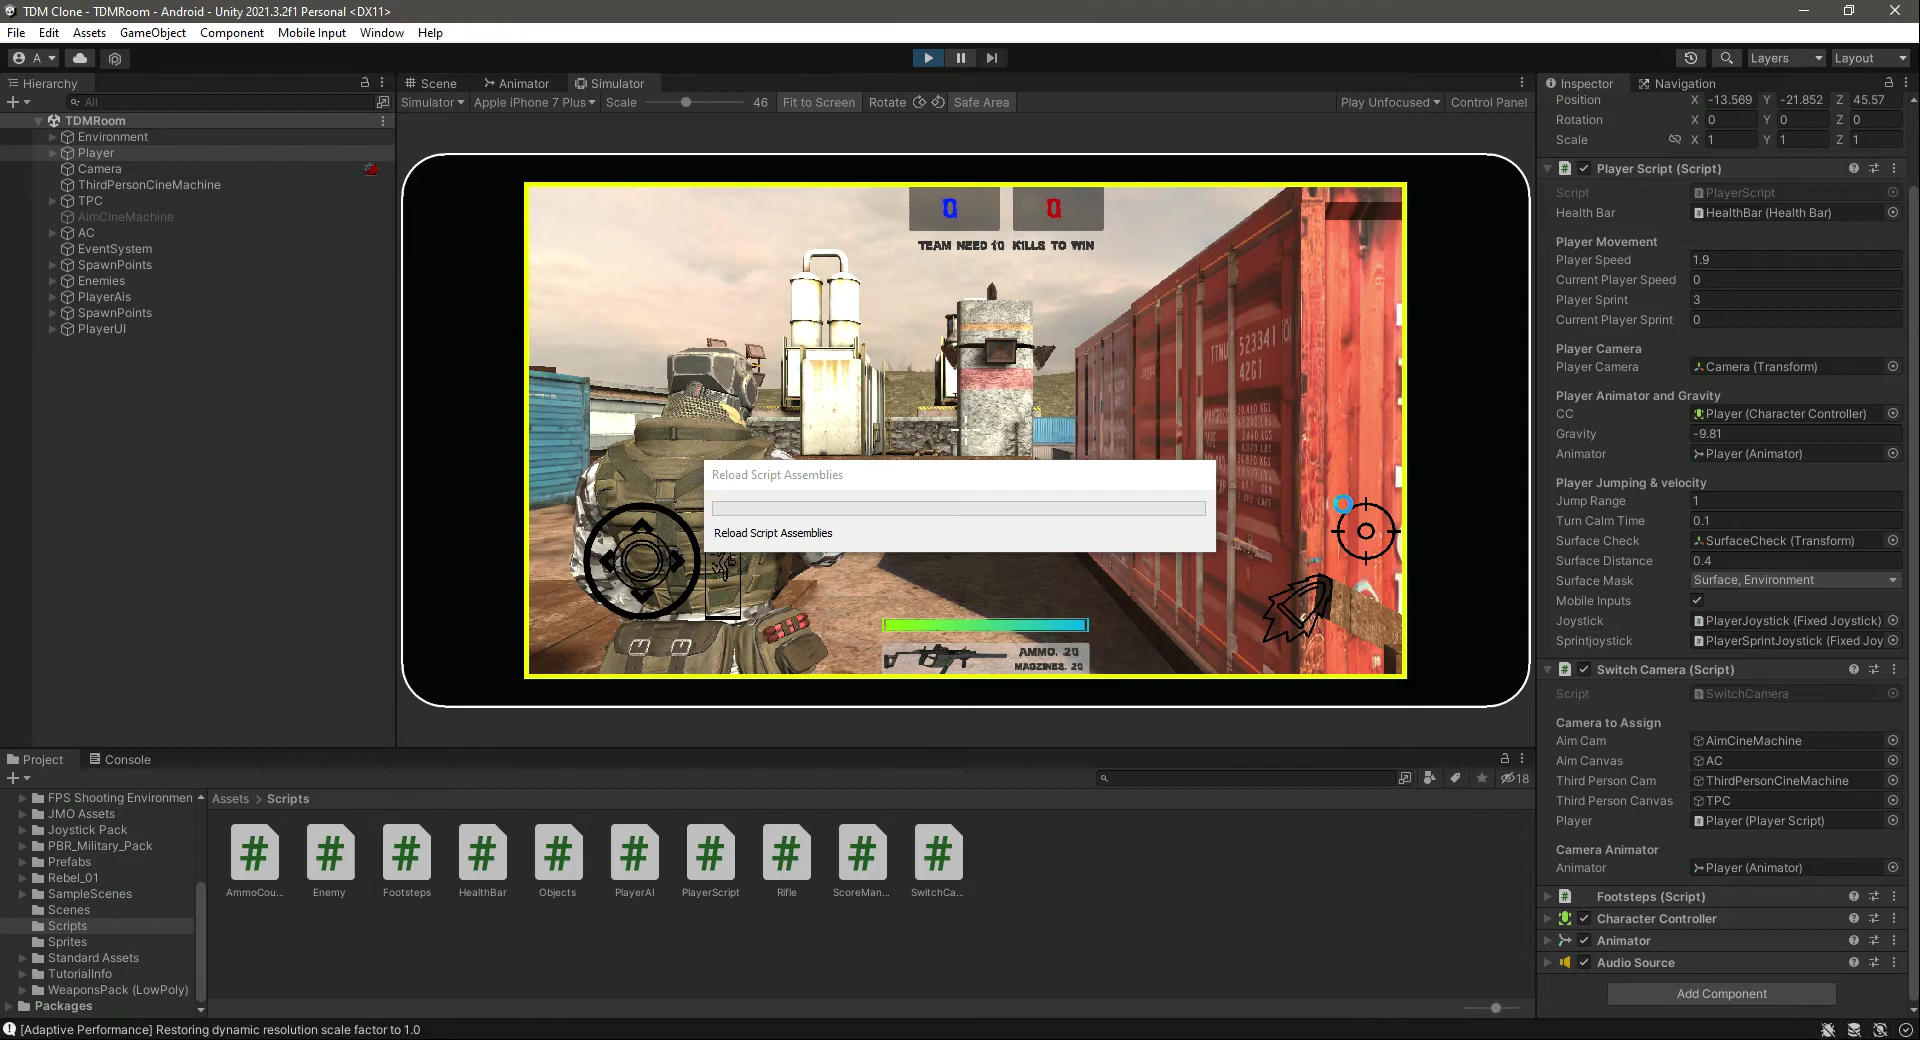 TDM Clone - TDMRoom - Android - Unity 2021.3.2f1 Personal <DX11>
File Edit Assets GameObject Component Mobile Input Window Help
A Layers Layout
Hierarchy
All
TDMRoom
Environment
Player
Camera
ThirdPersonCineMachine
TPC
AimCineMachine
AC
EventSystem
SpawnPoints
Enemies
PlayerAis
SpawnPoints
PlayerUI
Scene Animator Simulator
Simulator Apple iPhone 7 Plus Scale 46 Fit to Screen Rotate Safe Area Play Unfocused Control Panel
0 0
TEAM NEED 10 KILLS TO WIN
523341 0
42G1
Reload Script Assemblies
Reload Script Assemblies
AMMO. 20
MAGZINES. 20
Inspector Navigation
Position X -13.569 Y -21.852 Z 45.57
Rotation X 0 Y 0 Z 0
Scale X 1 Y 1 Z 1
Player Script (Script)
Script PlayerScript
Health Bar HealthBar (Health Bar)
Player Movement
Player Speed 1.9
Current Player Speed 0
Player Sprint 3
Current Player Sprint 0
Player Camera
Player Camera Camera (Transform)
Player Animator and Gravity
CC Player (Character Controller)
Gravity -9.81
Animator Player (Animator)
Player Jumping & velocity
Jump Range 1
Turn Calm Time 0.1
Surface Check SurfaceCheck (Transform)
Surface Distance 0.4
Surface Mask Surface, Environment
Mobile Inputs
Joystick PlayerJoystick (Fixed Joystick)
Sprintjoystick PlayerSprintJoystick (Fixed Joy
Switch Camera (Script)
Script SwitchCamera
Camera to Assign
Aim Cam AimCineMachine
Aim Canvas AC
Third Person Cam ThirdPersonCineMachine
Third Person Canvas TPC
Player Player (Player Script)
Camera Animator
Animator Player (Animator)
Footsteps (Script)
Character Controller
Animator
Audio Source
Add Component
Project Console
18
FPS Shooting Environmen
JMO Assets
Joystick Pack
PBR_Military_Pack
Prefabs
Rebel_01
SampleScenes
Scenes
Scripts
Sprites
Standard Assets
TutorialInfo
WeaponsPack (LowPoly)
Packages
Assets > Scripts
AmmoCou... Enemy Footsteps HealthBar Objects PlayerAI PlayerScript Rifle ScoreMan... SwitchCa...
[Adaptive Performance] Restoring dynamic resolution scale factor to 1.0